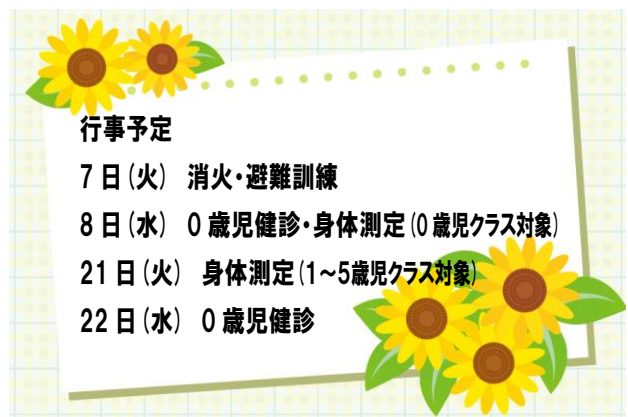 行事予定
7日(火) 消火・避難訓練
8日(水) 0歳児健診・身体測定(0歳児クラス対象)
21日(火) 身体測定(1~5歳児クラス対象)
22日(水) 0歳児健診